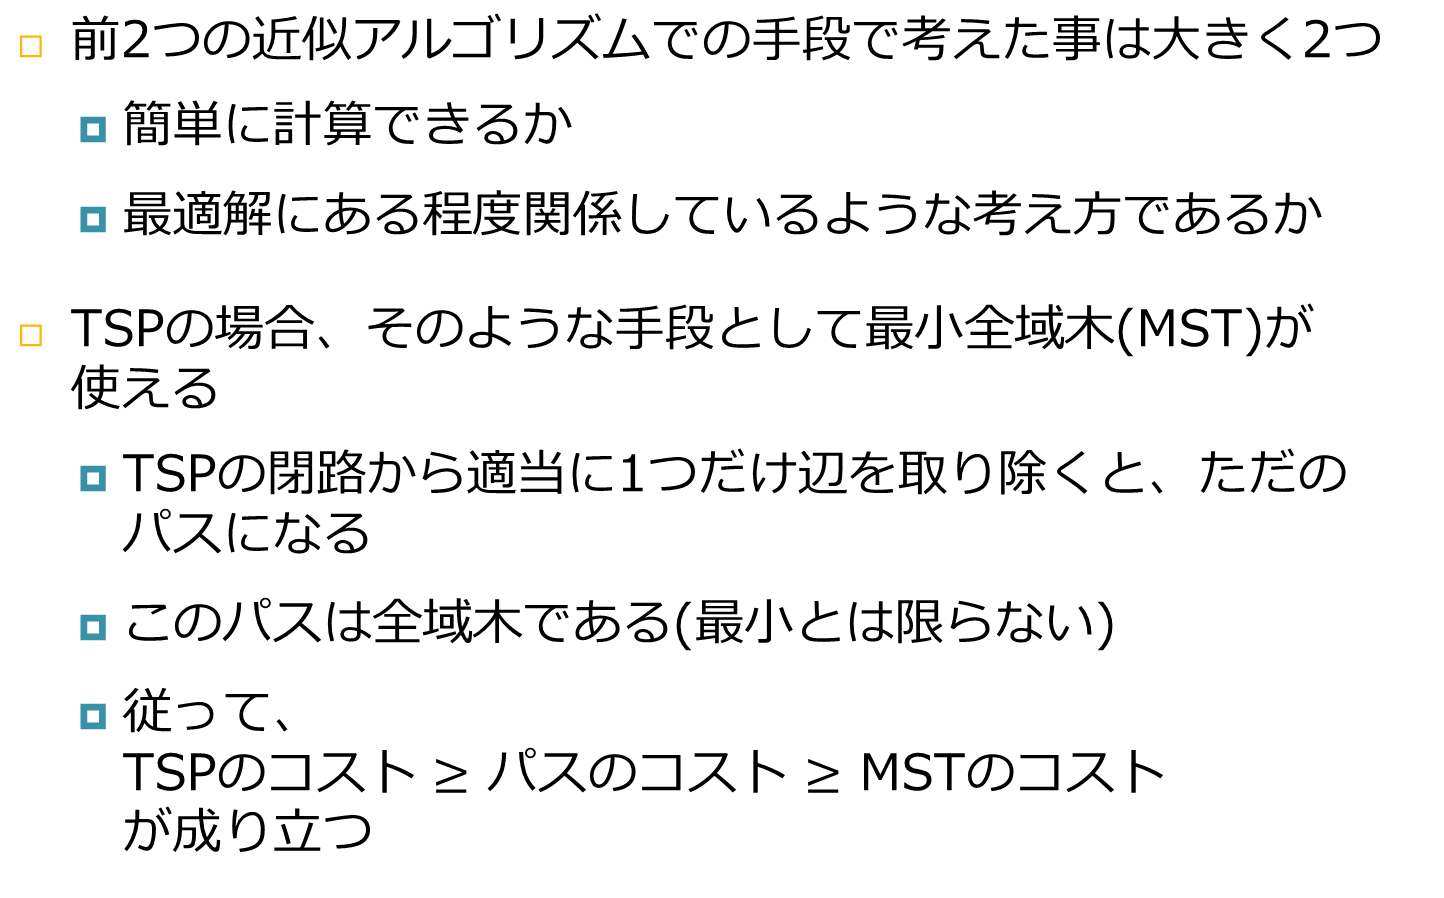 前2つの近似アルゴリズムでの手段で考えた事は大きく2つ
簡単に計算できるか
最適解にある程度関係しているような考え方であるか
TSPの場合、そのような手段として最小全域木(MST)が
使える
TSPの閉路から適当に1つだけ辺を取り除くと、ただの
パスになる
このパスは全域木である(最小とは限らない)
従って、
TSPのコスト ≥ パスのコスト ≥ MSTのコスト
が成り立つ